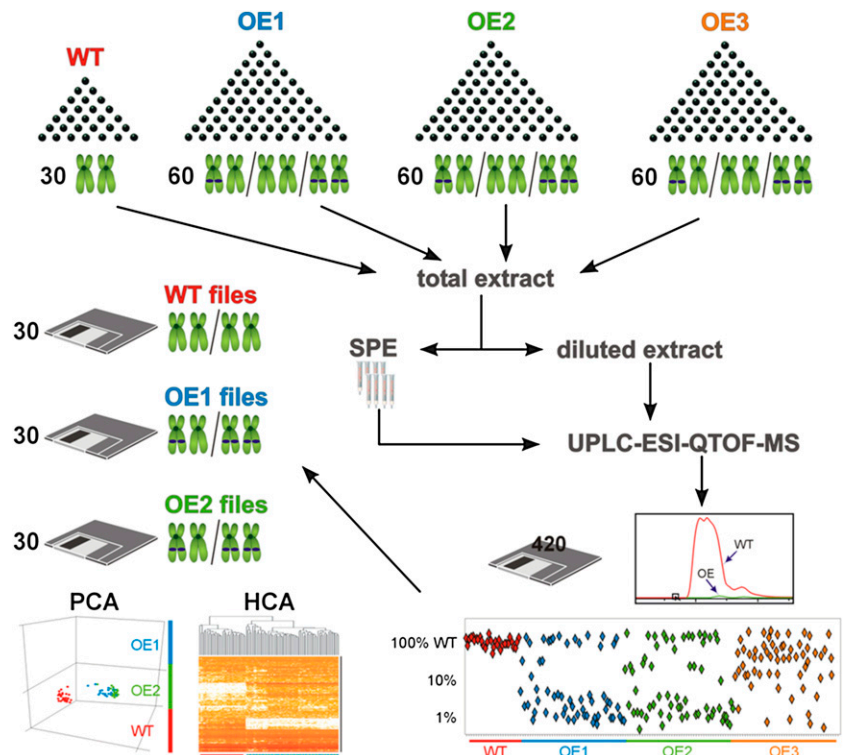 WT
OE1
OE2
OE3
30
60
60
60
total extract
SPE
diluted extract
UPLC-ESI-QTOF-MS
WT files
30
OE1 files
30
OE2 files
30
420
WT
OE
PCA
OE1
OE2
WT
HCA
100% WT
10%
1%
WT
OE1
OE2
OE3